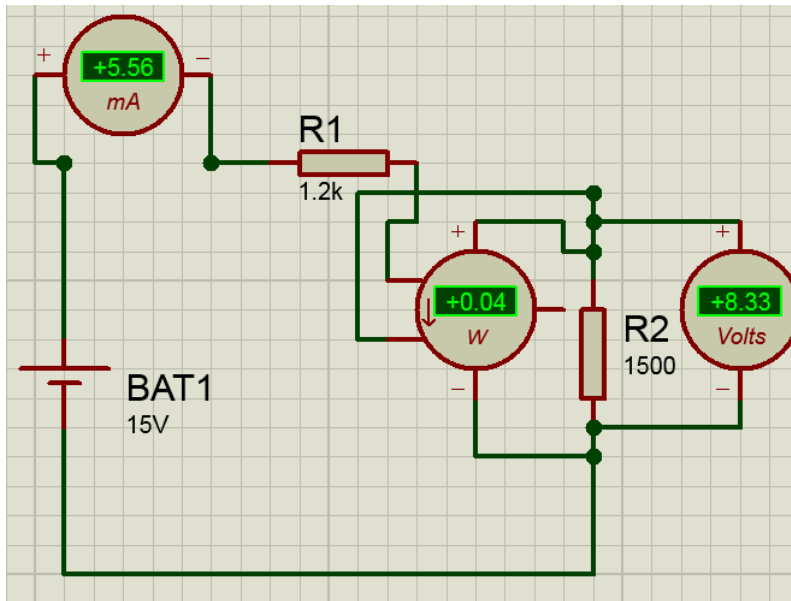 + +5.56 -
mA
R1
1.2k
+ +
+0.04
W
R2
1500
+8.33
Volts
- -
BAT1
15V